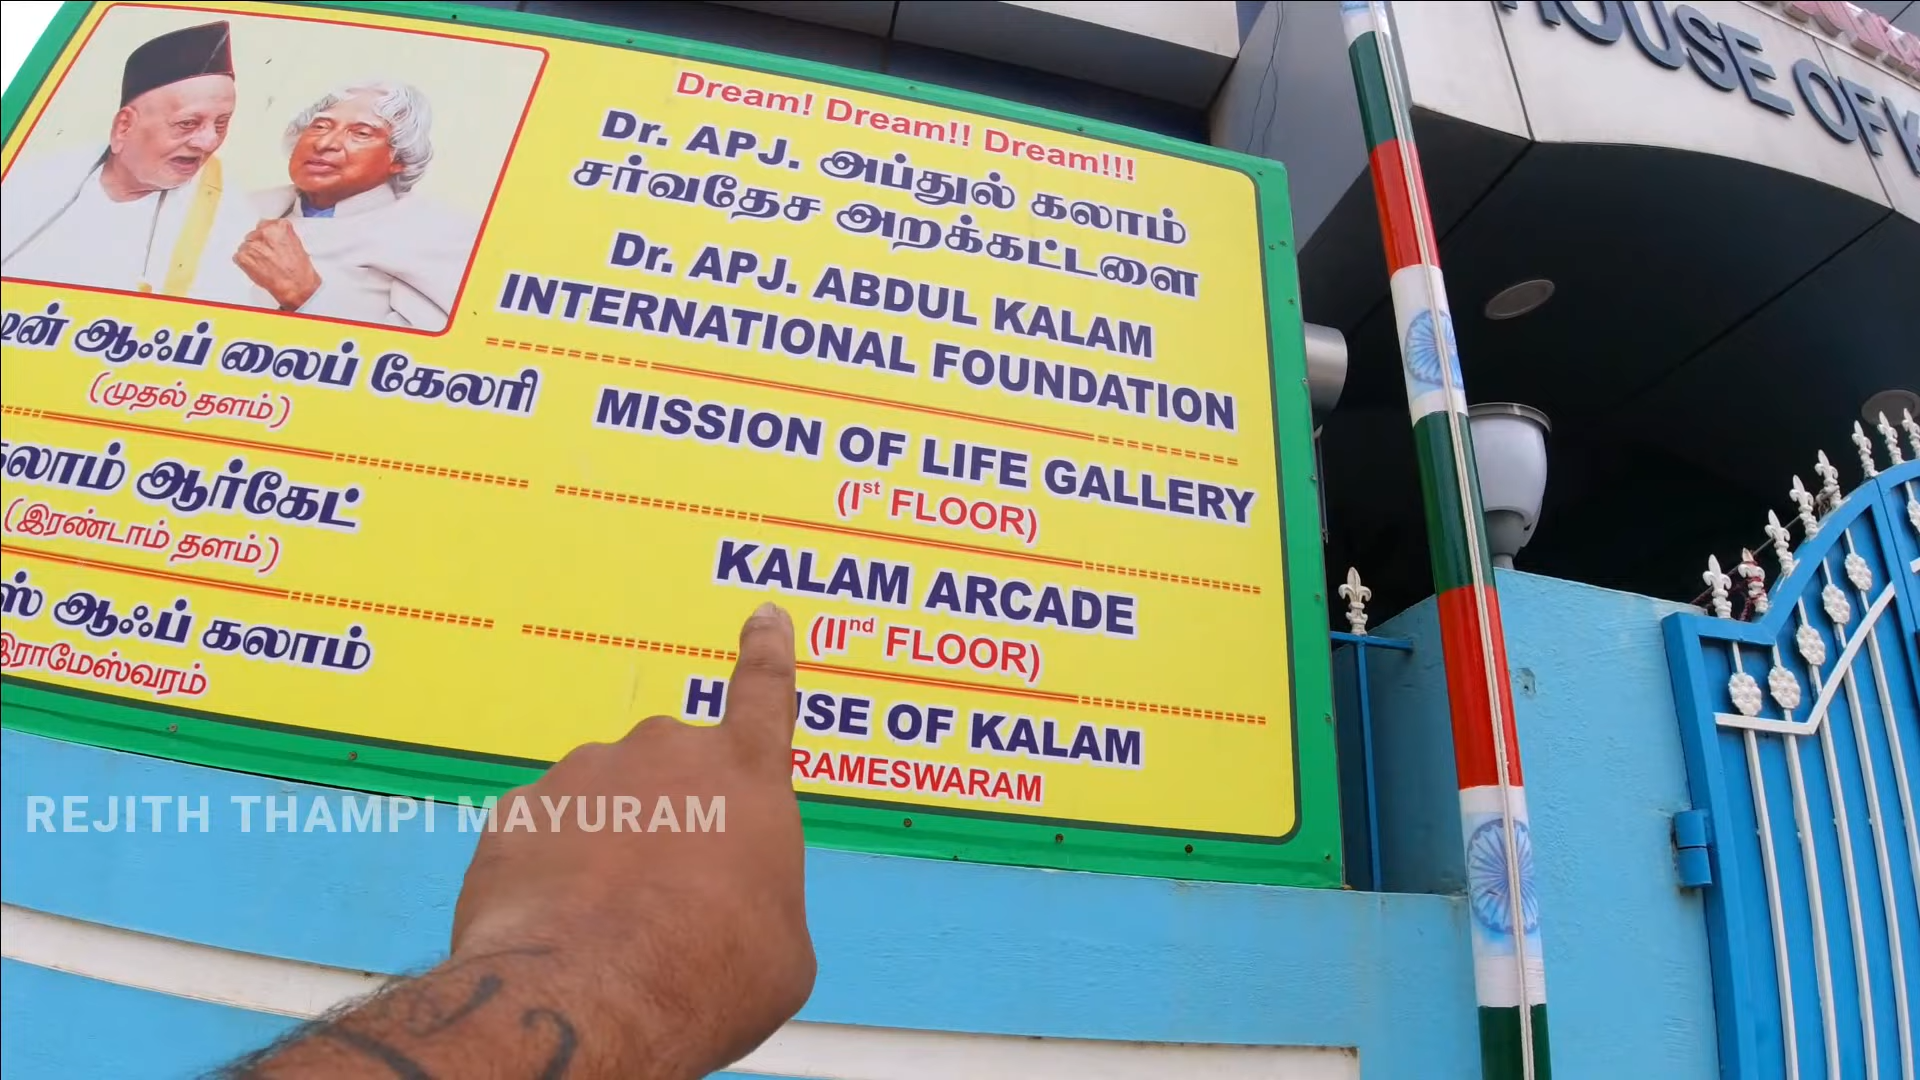 HOUSE OF
Dream! Dream!! Dream!!!
Dr. APJ. அப்துல் கலாம்
சர்வதேச அறக்கட்டளை
Dr. APJ. ABDUL KALAM
INTERNATIONAL FOUNDATION
ஆஃப் லைப் கேலரி
(முதல் தளம்)
MISSION OF LIFE GALLERY
(Ist FLOOR)
கலாம் ஆர்கேட்
(இரண்டாம் தளம்)
KALAM ARCADE
(IInd FLOOR)
ஆஃப் கலாம்
இராமேஸ்வரம்
HOUSE OF KALAM
RAMESWARAM
REJITH THAMPI MAYURAM